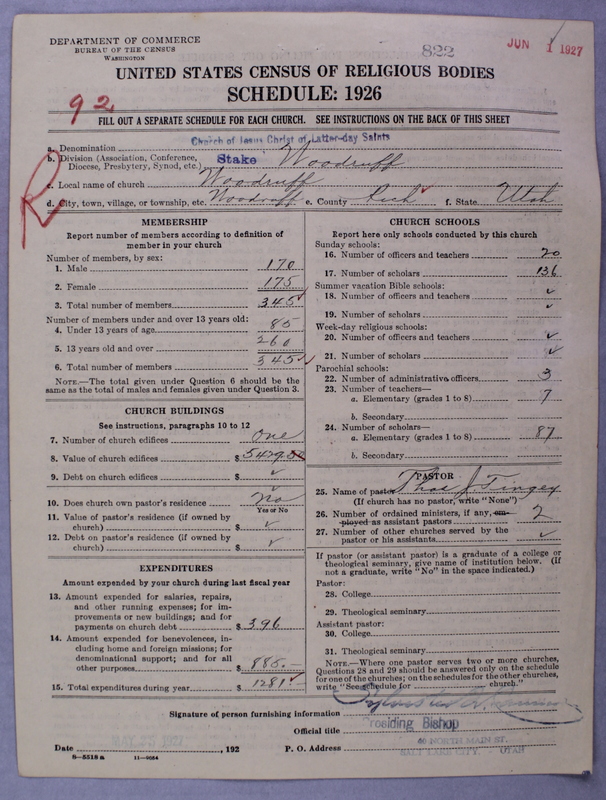 DEPARTMENT OF COMMERCE
BUREAU OF THE CENSUS
WASHINGTON
822
JUN 1 1927
UNITED STATES CENSUS OF RELIGIOUS BODIES
SCHEDULE: 1926
92
FILL OUT A SEPARATE SCHEDULE FOR EACH CHURCH. SEE INSTRUCTIONS ON THE BACK OF THIS SHEET
R
a. Denomination Church of Jesus Christ of Latter-day Saints
b. Division (Association, Conference, Diocese, Presbytery, Synod, etc.) Stake Woodruff
c. Local name of church Woodruff
d. City, town, village, or township, etc. Woodruff e. County Rich ✓ f. State Utah
MEMBERSHIP
Report number of members according to definition of
member in your church
Number of members, by sex:
1. Male 170
2. Female 175
3. Total number of members 345 ✓
Number of members under and over 13 years old:
4. Under 13 years of age 85
5. 13 years old and over 260
6. Total number of members 345 ✓
NOTE.—The total given under Question 6 should be the
same as the total of males and females given under Question 3.
CHURCH BUILDINGS
See instructions, paragraphs 10 to 12
7. Number of church edifices One
8. Value of church edifices $
9. Debt on church edifices $ ✓
10. Does church own pastor's residence No
Yes or No
11. Value of pastor's residence (if owned by
church) $ ✓
12. Debt on pastor's residence (if owned by
church) $ ✓
EXPENDITURES
Amount expended by your church during last fiscal year
13. Amount expended for salaries, repairs,
and other running expenses; for im-
provements or new buildings; and for
payments on church debt $ 396
14. Amount expended for benevolences, in-
cluding home and foreign missions; for
denominational support; and for all
other purposes $ 885.—
15. Total expenditures during year $ 1281 ✓
CHURCH SCHOOLS
Report here only schools conducted by this church
Sunday schools:
16. Number of officers and teachers 20
17. Number of scholars 136
Summer vacation Bible schools:
18. Number of officers and teachers ✓
19. Number of scholars ✓
Week-day religious schools:
20. Number of officers and teachers ✓
21. Number of scholars ✓
Parochial schools:
22. Number of administrative officers 3
23. Number of teachers—
a. Elementary (grades 1 to 8) 7
b. Secondary
24. Number of scholars—
a. Elementary (grades 1 to 8) 87
b. Secondary
PASTOR
25. Name of pastor Thos J Tingey
(If church has no pastor, write "None")
26. Number of ordained ministers, if any, em-
ployed as assistant pastors 2
27. Number of other churches served by the
pastor or his assistants ✓
If pastor (or assistant pastor) is a graduate of a college or
theological seminary, give name of institution below. (If
not a graduate, write "No" in the space indicated.)
Pastor:
28. College
29. Theological seminary
Assistant pastor:
30. College
31. Theological seminary
NOTE.—Where one pastor serves two or more churches,
Questions 28 and 29 should be answered only on the schedule
for one of the churches; on the schedules for the other churches,
write "See schedule for church."
Signature of person furnishing information
Official title Presiding Bishop
Date MAY 25 1927, 192 P. O. Address 40 NORTH MAIN ST.
SALT LAKE CITY, UTAH
8—5518 a 11—9084